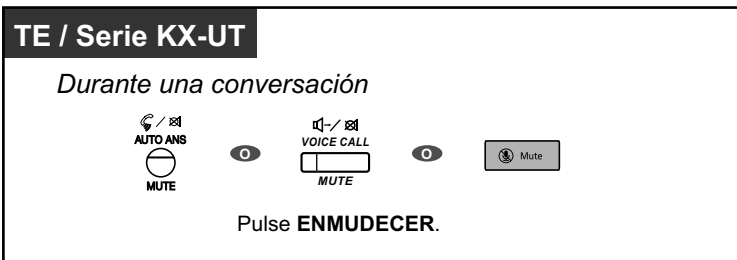 TE / Serie KX-UT
Durante una conversación
AUTO ANS
MUTE
O
VOICE CALL
MUTE
O
Mute
Pulse ENMUDECER.